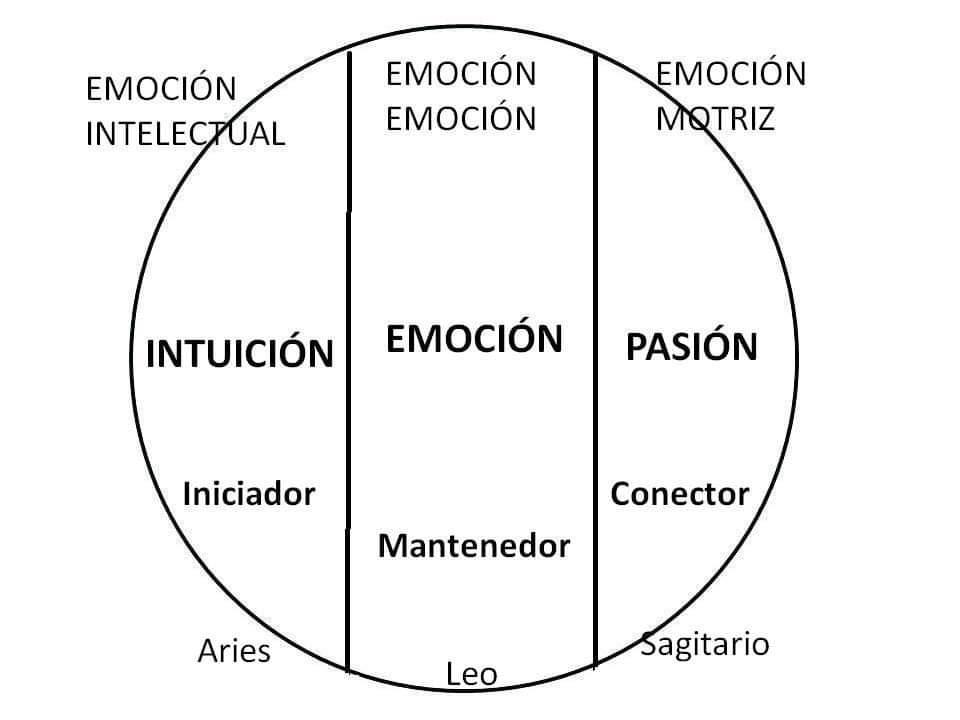 EMOCIÓN
INTELECTUAL
EMOCIÓN
EMOCIÓN
EMOCIÓN
MOTRIZ
INTUICIÓN
EMOCIÓN
PASIÓN
Iniciador
Mantenedor
Conector
Aries
Leo
Sagitario